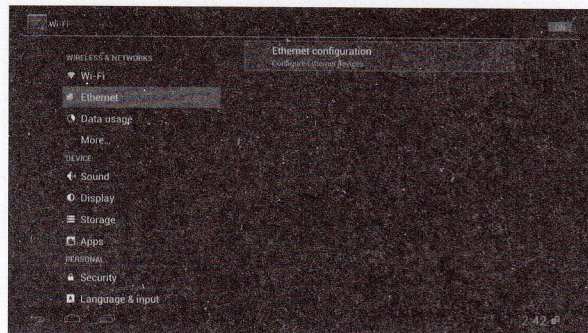 Wi-Fi
ON
WIRELESS & NETWORKS
Wi-Fi
Ethernet
Data usage
More...
DEVICE
Sound
Display
Storage
Apps
PERSONAL
Security
Language & input
Ethernet configuration
Configure Ethernet devices
2:42